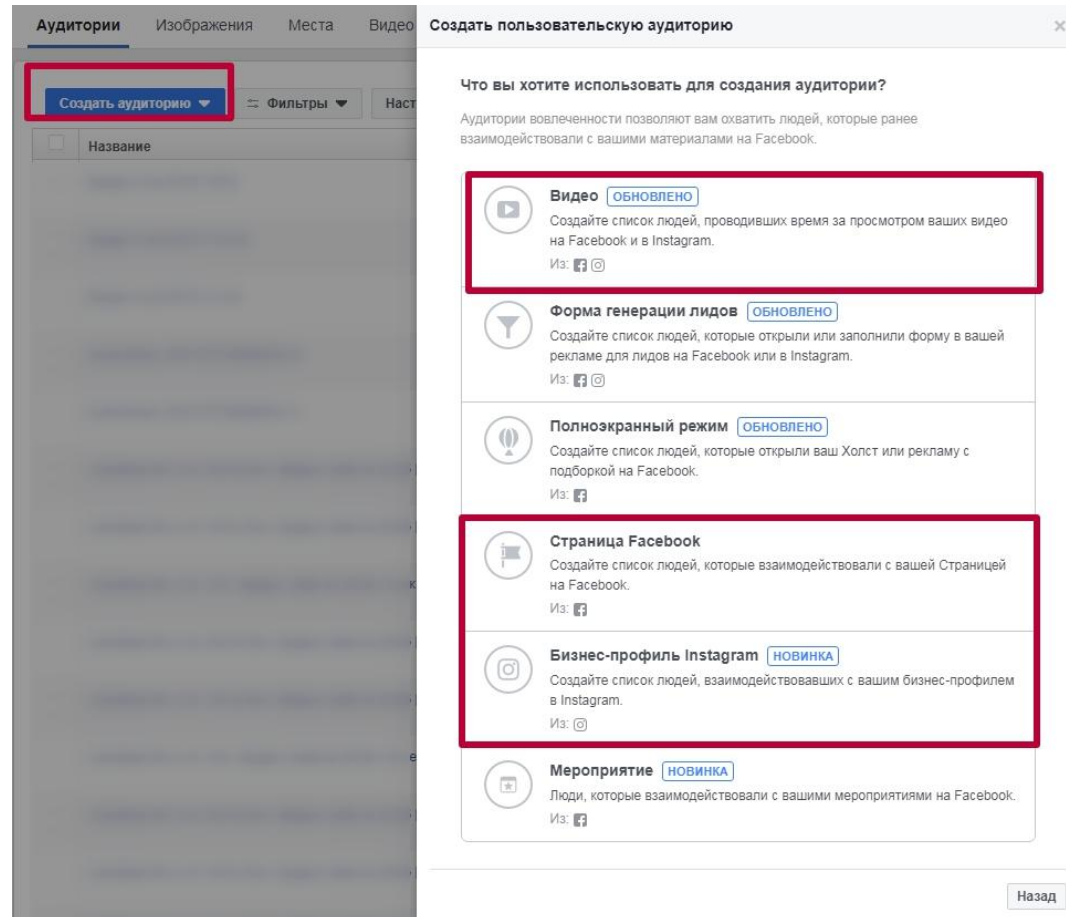 Аудитории Изображения Места Видео
Создать аудиторию Фильтры Наст
Название
Создать пользовательскую аудиторию
Что вы хотите использовать для создания аудитории?
Аудитории вовлеченности позволяют вам охватить людей, которые ранее
взаимодействовали с вашими материалами на Facebook.
Видео ОБНОВЛЕНО
Создайте список людей, проводивших время за просмотром ваших видео
на Facebook и в Instagram.
Из:
Форма генерации лидов ОБНОВЛЕНО
Создайте список людей, которые открыли или заполнили форму в вашей
рекламе для лидов на Facebook или в Instagram.
Из:
Полноэкранный режим ОБНОВЛЕНО
Создайте список людей, которые открыли ваш Холст или рекламу с
подборкой на Facebook.
Из:
Страница Facebook
Создайте список людей, которые взаимодействовали с вашей Страницей
на Facebook.
Из:
Бизнес-профиль Instagram НОВИНКА
Создайте список людей, взаимодействовавших с вашим бизнес-профилем
в Instagram.
Из:
Мероприятие НОВИНКА
Люди, которые взаимодействовали с вашими мероприятиями на Facebook.
Из:
Назад